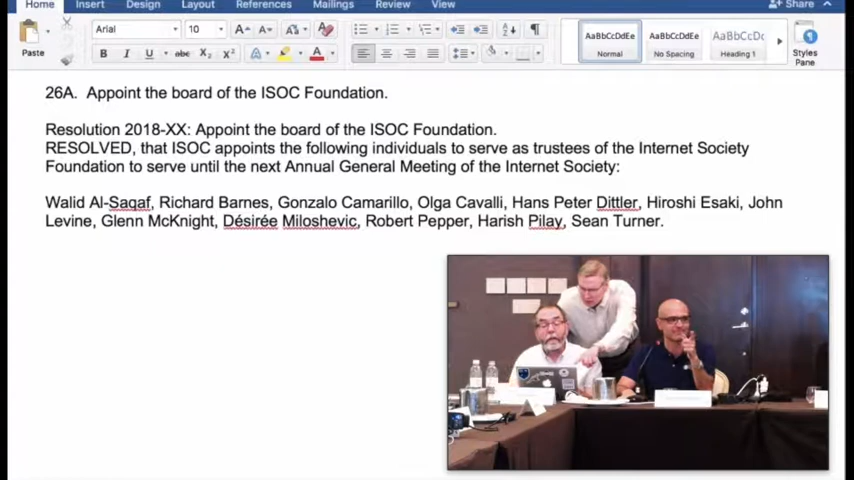 Home Insert Design Layout References Mailings Review View Share
Arial 10
Paste
B I U abc X₂ X² A A
AaBbCcDdEe AaBbCcDdEe AaBbCcDc
Normal No Spacing Heading 1
Styles
Pane
26A. Appoint the board of the ISOC Foundation.
Resolution 2018-XX: Appoint the board of the ISOC Foundation.
RESOLVED, that ISOC appoints the following individuals to serve as trustees of the Internet Society
Foundation to serve until the next Annual General Meeting of the Internet Society:
Walid Al-Saqaf, Richard Barnes, Gonzalo Camarillo, Olga Cavalli, Hans Peter Dittler, Hiroshi Esaki, John
Levine, Glenn McKnight, Désirée Miloshevic, Robert Pepper, Harish Pilay, Sean Turner.